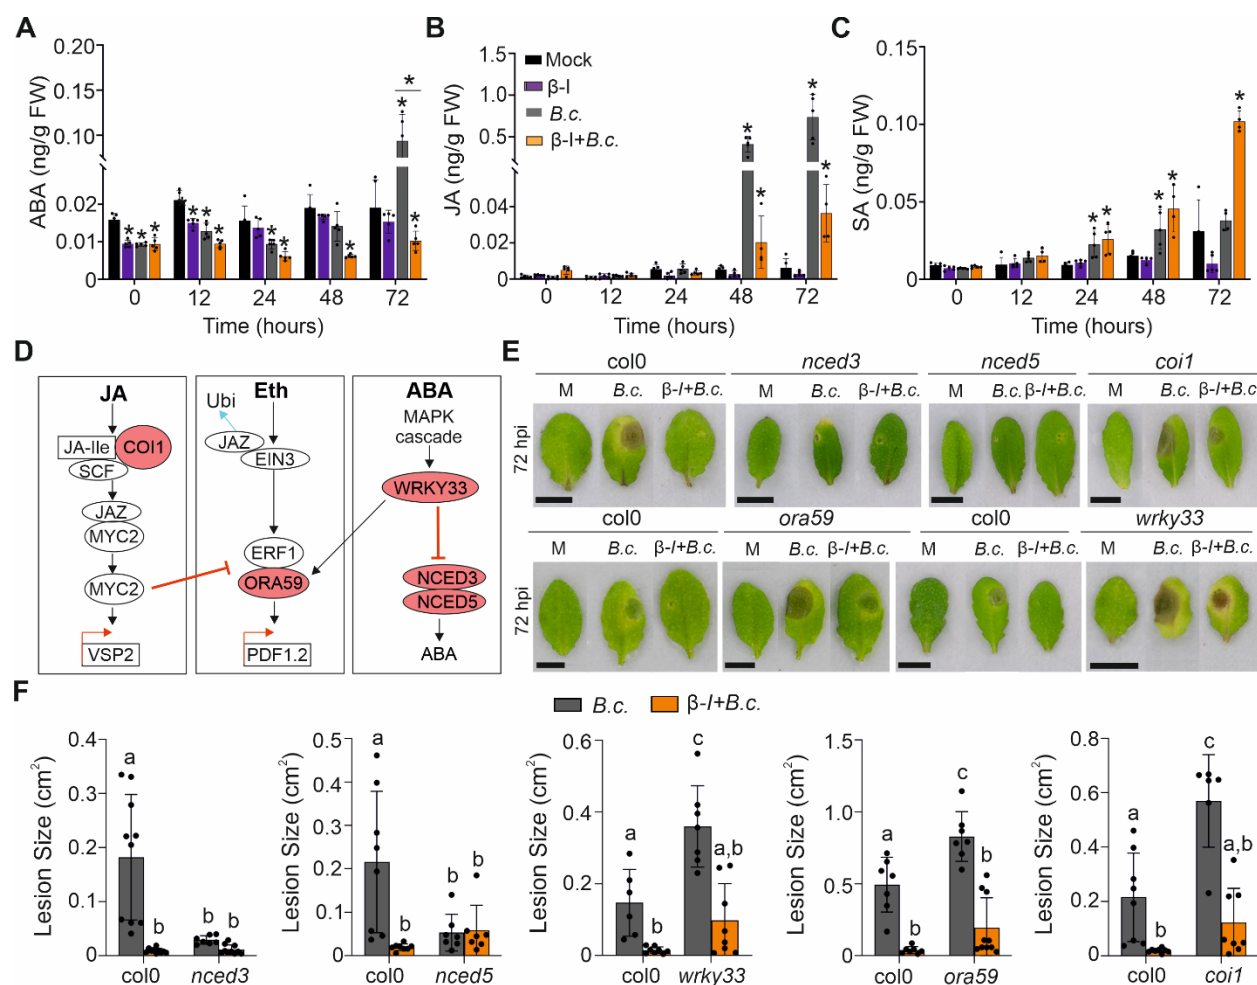 A
B
C
0.20
0.15
0.10
0.05
0.02
0.01
0
ABA (ng/g FW)
0 12 24 48 72
Time (hours)
1.5
1.0
0.5
0.04
0.02
0
JA (ng/g FW)
Mock
β-I
B.c.
β-I+B.c.
0 12 24 48 72
Time (hours)
0.15
0.10
0.05
0
SA (ng/g FW)
0 12 24 48 72
Time (hours)
* * * * * * * * * * * *
* * * *
* * * * *
D
JA
JA-Ile
COI1
SCF
JAZ
MYC2
MYC2
VSP2
Eth
Ubi
JAZ
EIN3
ERF1
ORA59
PDF1.2
ABA
MAPK
cascade
WRKY33
NCED3
NCED5
ABA
E
col0 nced3 nced5 coi1
M B.c. β-I+B.c. M B.c. β-I+B.c. M B.c. β-I+B.c. M B.c. β-I+B.c.
72 hpi
col0 ora59 col0 wrky33
M B.c. β-I+B.c. M B.c. β-I+B.c. M B.c. β-I+B.c. M B.c. β-I+B.c.
72 hpi
F
B.c. β-I+B.c.
Lesion Size (cm²)
0.4
0.3
0.2
0.1
0
a b b b
col0 nced3
Lesion Size (cm²)
0.5
0.4
0.3
0.2
0.1
0
a b b b
col0 nced5
Lesion Size (cm²)
0.6
0.4
0.2
0
a b c a,b
col0 wrky33
Lesion Size (cm²)
1.5
1.0
0.5
0
a b c b
col0 ora59
Lesion Size (cm²)
0.8
0.6
0.4
0.2
0
a b c a,b
col0 coi1